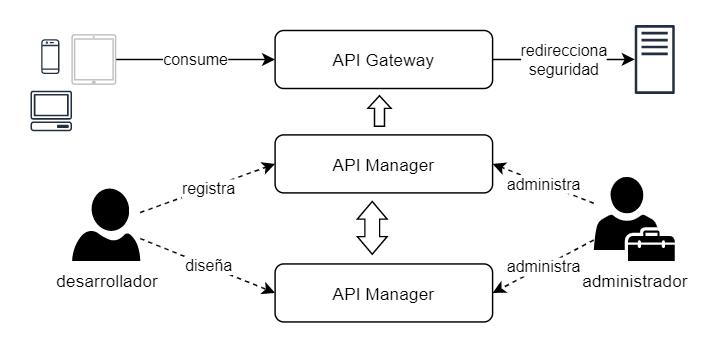 consume
API Gateway
redirecciona
seguridad
API Manager
registra
administra
diseña
administra
desarrollador
administrador
API Manager